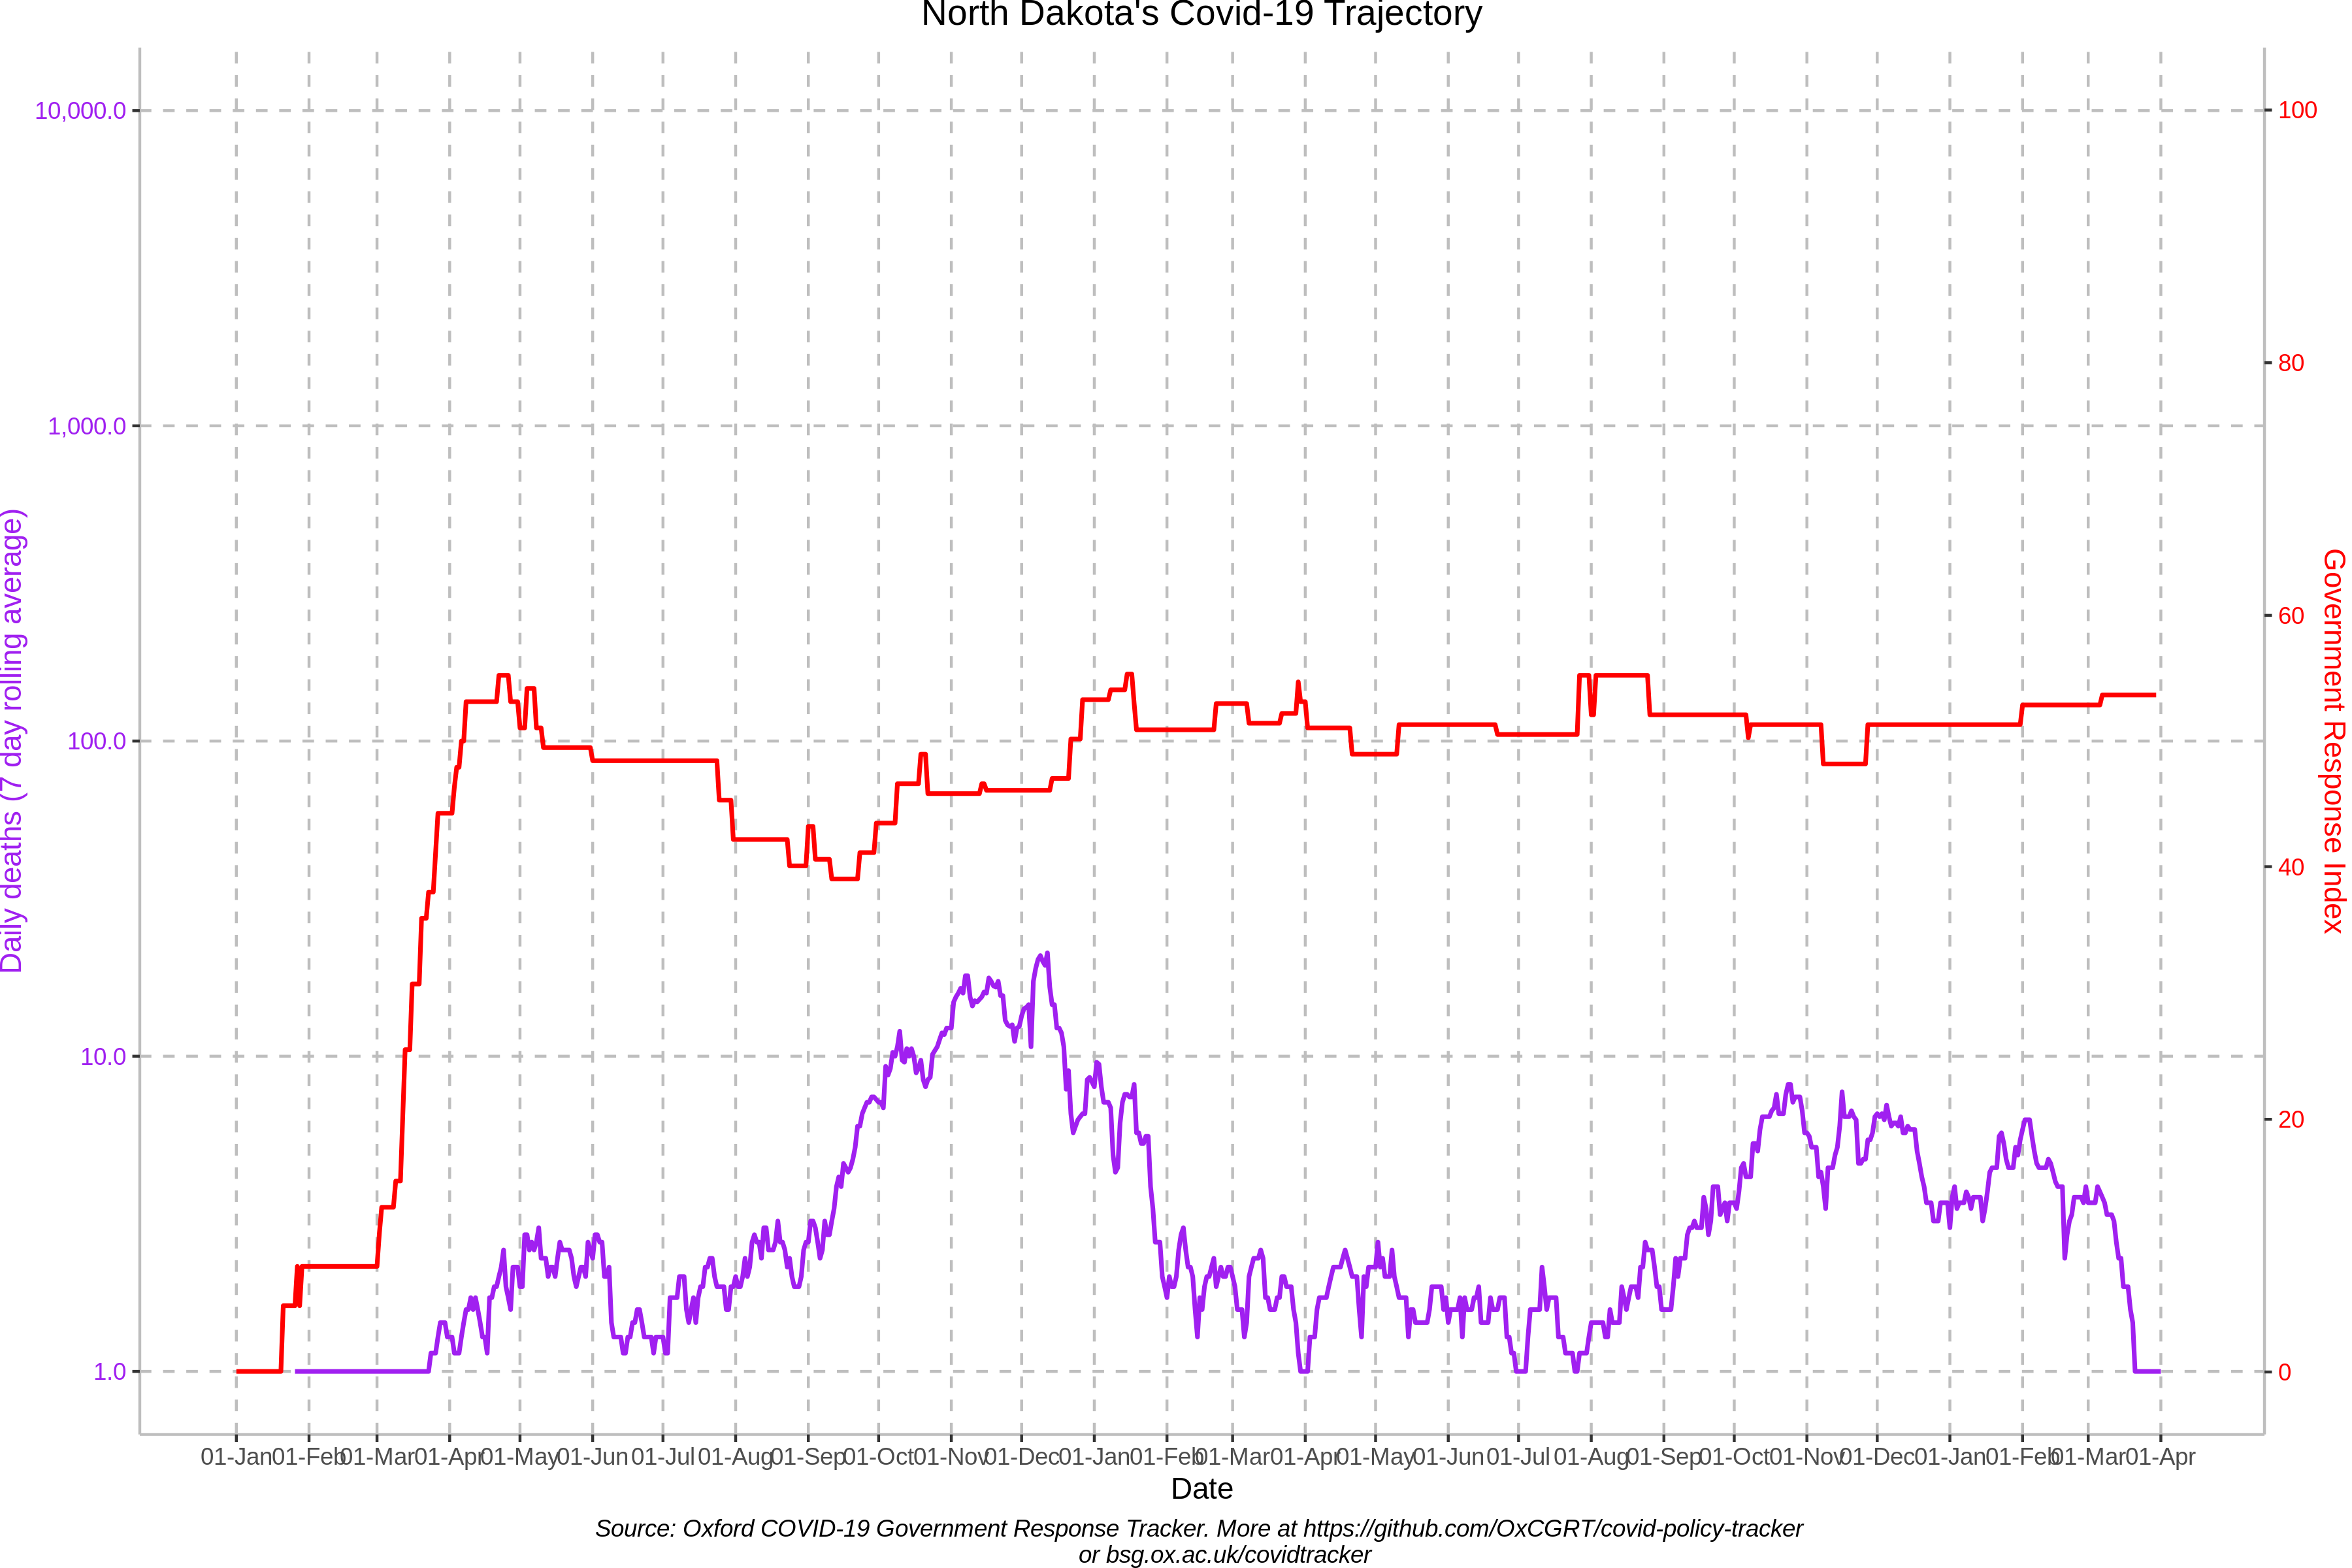 North Dakota's Covid-19 Trajectory
Daily deaths (7 day rolling average)
10,000.0
1,000.0
100.0
10.0
1.0
Government Response Index
100
80
60
40
20
0
01-Jan 01-Feb 01-Mar 01-Apr 01-May 01-Jun 01-Jul 01-Aug 01-Sep 01-Oct 01-Nov 01-Dec 01-Jan 01-Feb 01-Mar 01-Apr 01-May 01-Jun 01-Jul 01-Aug 01-Sep 01-Oct 01-Nov 01-Dec 01-Jan 01-Feb 01-Mar 01-Apr
Date
Source: Oxford COVID-19 Government Response Tracker. More at https://github.com/OxCGRT/covid-policy-tracker
or bsg.ox.ac.uk/covidtracker